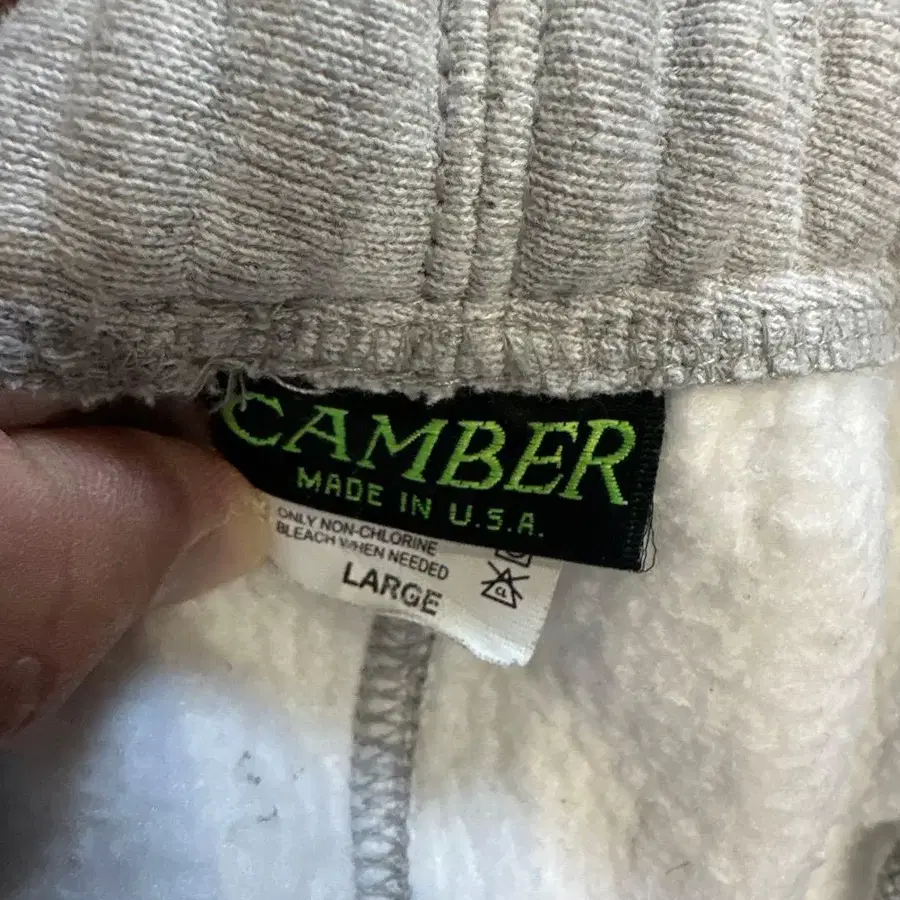 CAMBER
MADE IN U.S.A.
ONLY NON-CHLORINE
BLEACH WHEN NEEDED
LARGE